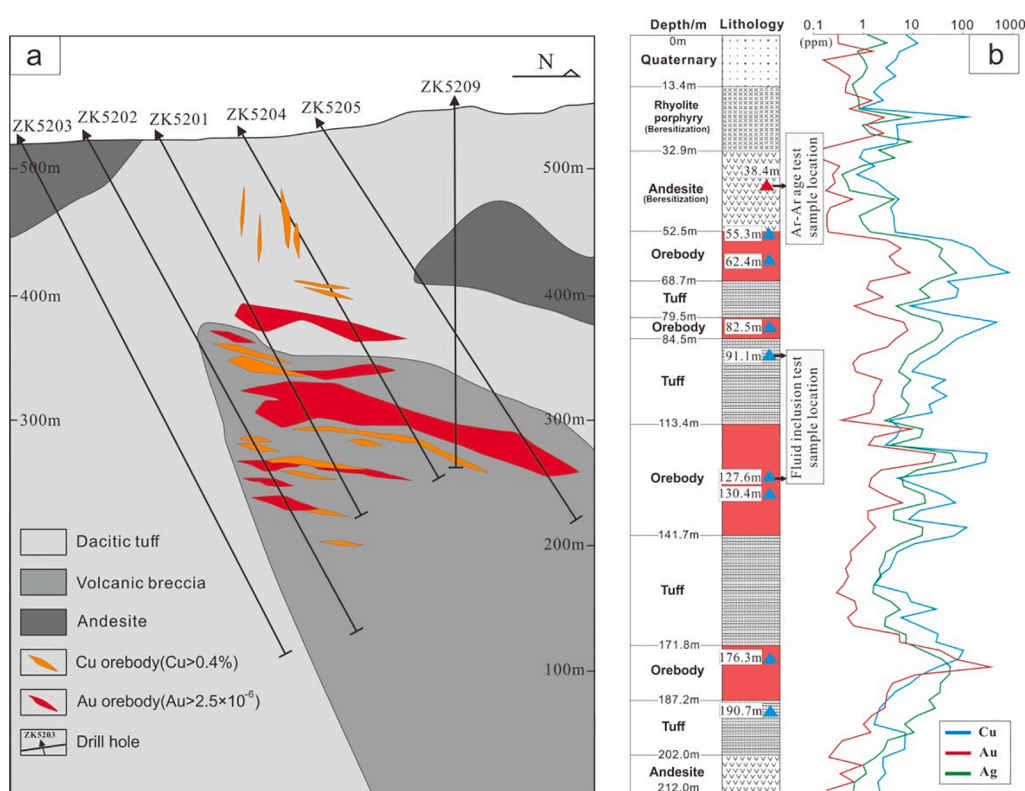 a
N
ZK5203
ZK5202
ZK5201
ZK5204
ZK5205
ZK5209
500m
500m
400m
400m
300m
300m
200m
200m
100m
100m
Dacitic tuff
Volcanic breccia
Andesite
Cu orebody(Cu>0.4%)
Au orebody(Au>2.5×10⁻⁶)
ZK5203
Drill hole
b
Depth/m
Lithology
0.1
1
10
100
1000
(ppm)
0m
Quaternary
13.4m
Rhyolite
porphyry
(Beresitization)
32.9m
38.4m
Andesite
(Beresitization)
Ar-Ar age test
sample location
52.5m
55.3m
Orebody
62.4m
68.7m
Tuff
79.5m
Orebody
82.5m
84.5m
91.1m
Tuff
Fluid inclusion test
sample location
113.4m
Orebody
127.6m
130.4m
141.7m
Tuff
171.8m
Orebody
176.3m
187.2m
190.7m
Tuff
202.0m
Andesite
212.0m
Cu
Au
Ag